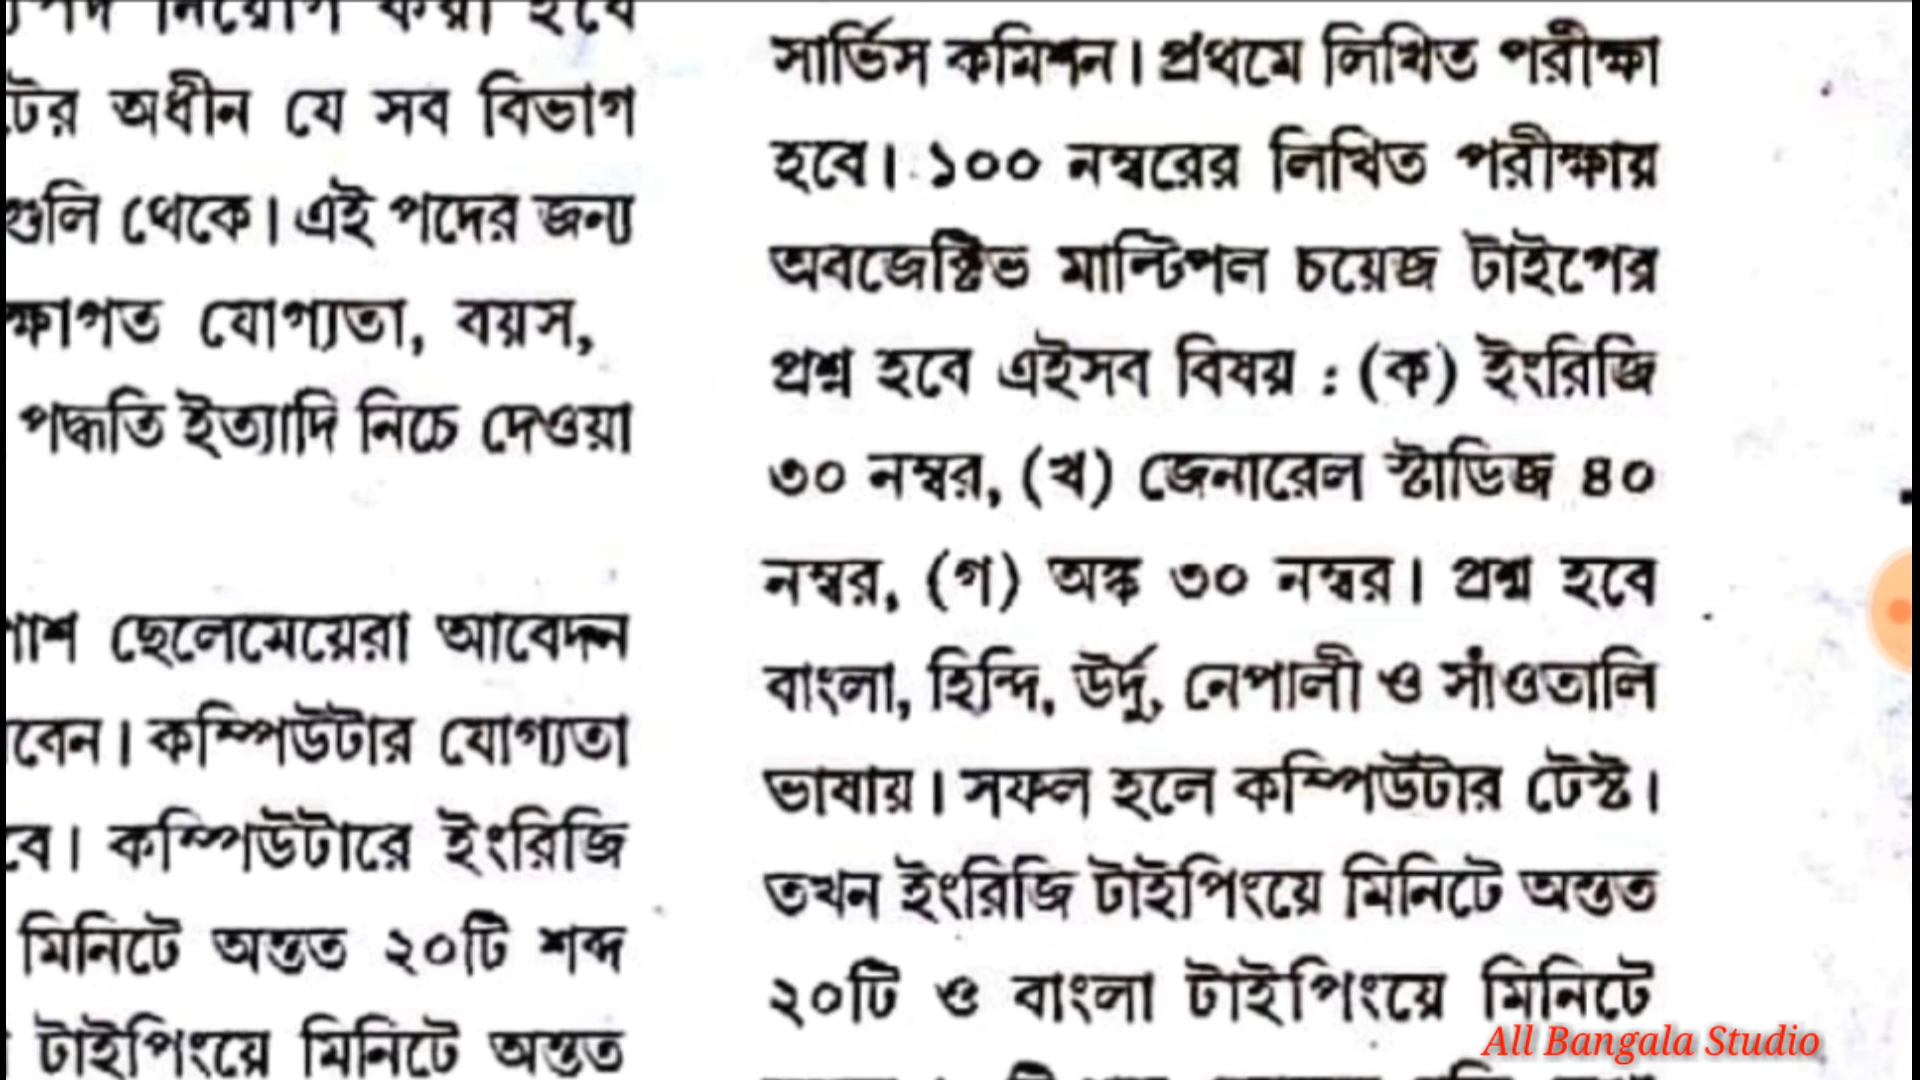 নিয়োগ করা হবে
টের অধীন যে সব বিভাগ
গুলি থেকে। এই পদের জন্য
ক্ষাগত যোগ্যতা, বয়স,
পদ্ধতি ইত্যাদি নিচে দেওয়া
পাশ ছেলেমেয়েরা আবেদন
বেন। কম্পিউটার যোগ্যতা
বে। কম্পিউটারে ইংরিজি
মিনিটে অন্তত ২০টি শব্দ
টাইপিংয়ে মিনিটে অন্তত
সার্ভিস কমিশন। প্রথমে লিখিত পরীক্ষা
হবে। ১০০ নম্বরের লিখিত পরীক্ষায়
অবজেক্টিভ মাল্টিপল চয়েজ টাইপের
প্রশ্ন হবে এইসব বিষয় : (ক) ইংরিজি
৩০ নম্বর, (খ) জেনারেল স্টাডিজ ৪০
নম্বর, (গ) অঙ্ক ৩০ নম্বর। প্রশ্ন হবে
বাংলা, হিন্দি, উর্দু, নেপালী ও সাঁওতালি
ভাষায়। সফল হলে কম্পিউটার টেস্ট।
তখন ইংরিজি টাইপিংয়ে মিনিটে অন্তত
২০টি ও বাংলা টাইপিংয়ে মিনিটে
All Bangala Studio